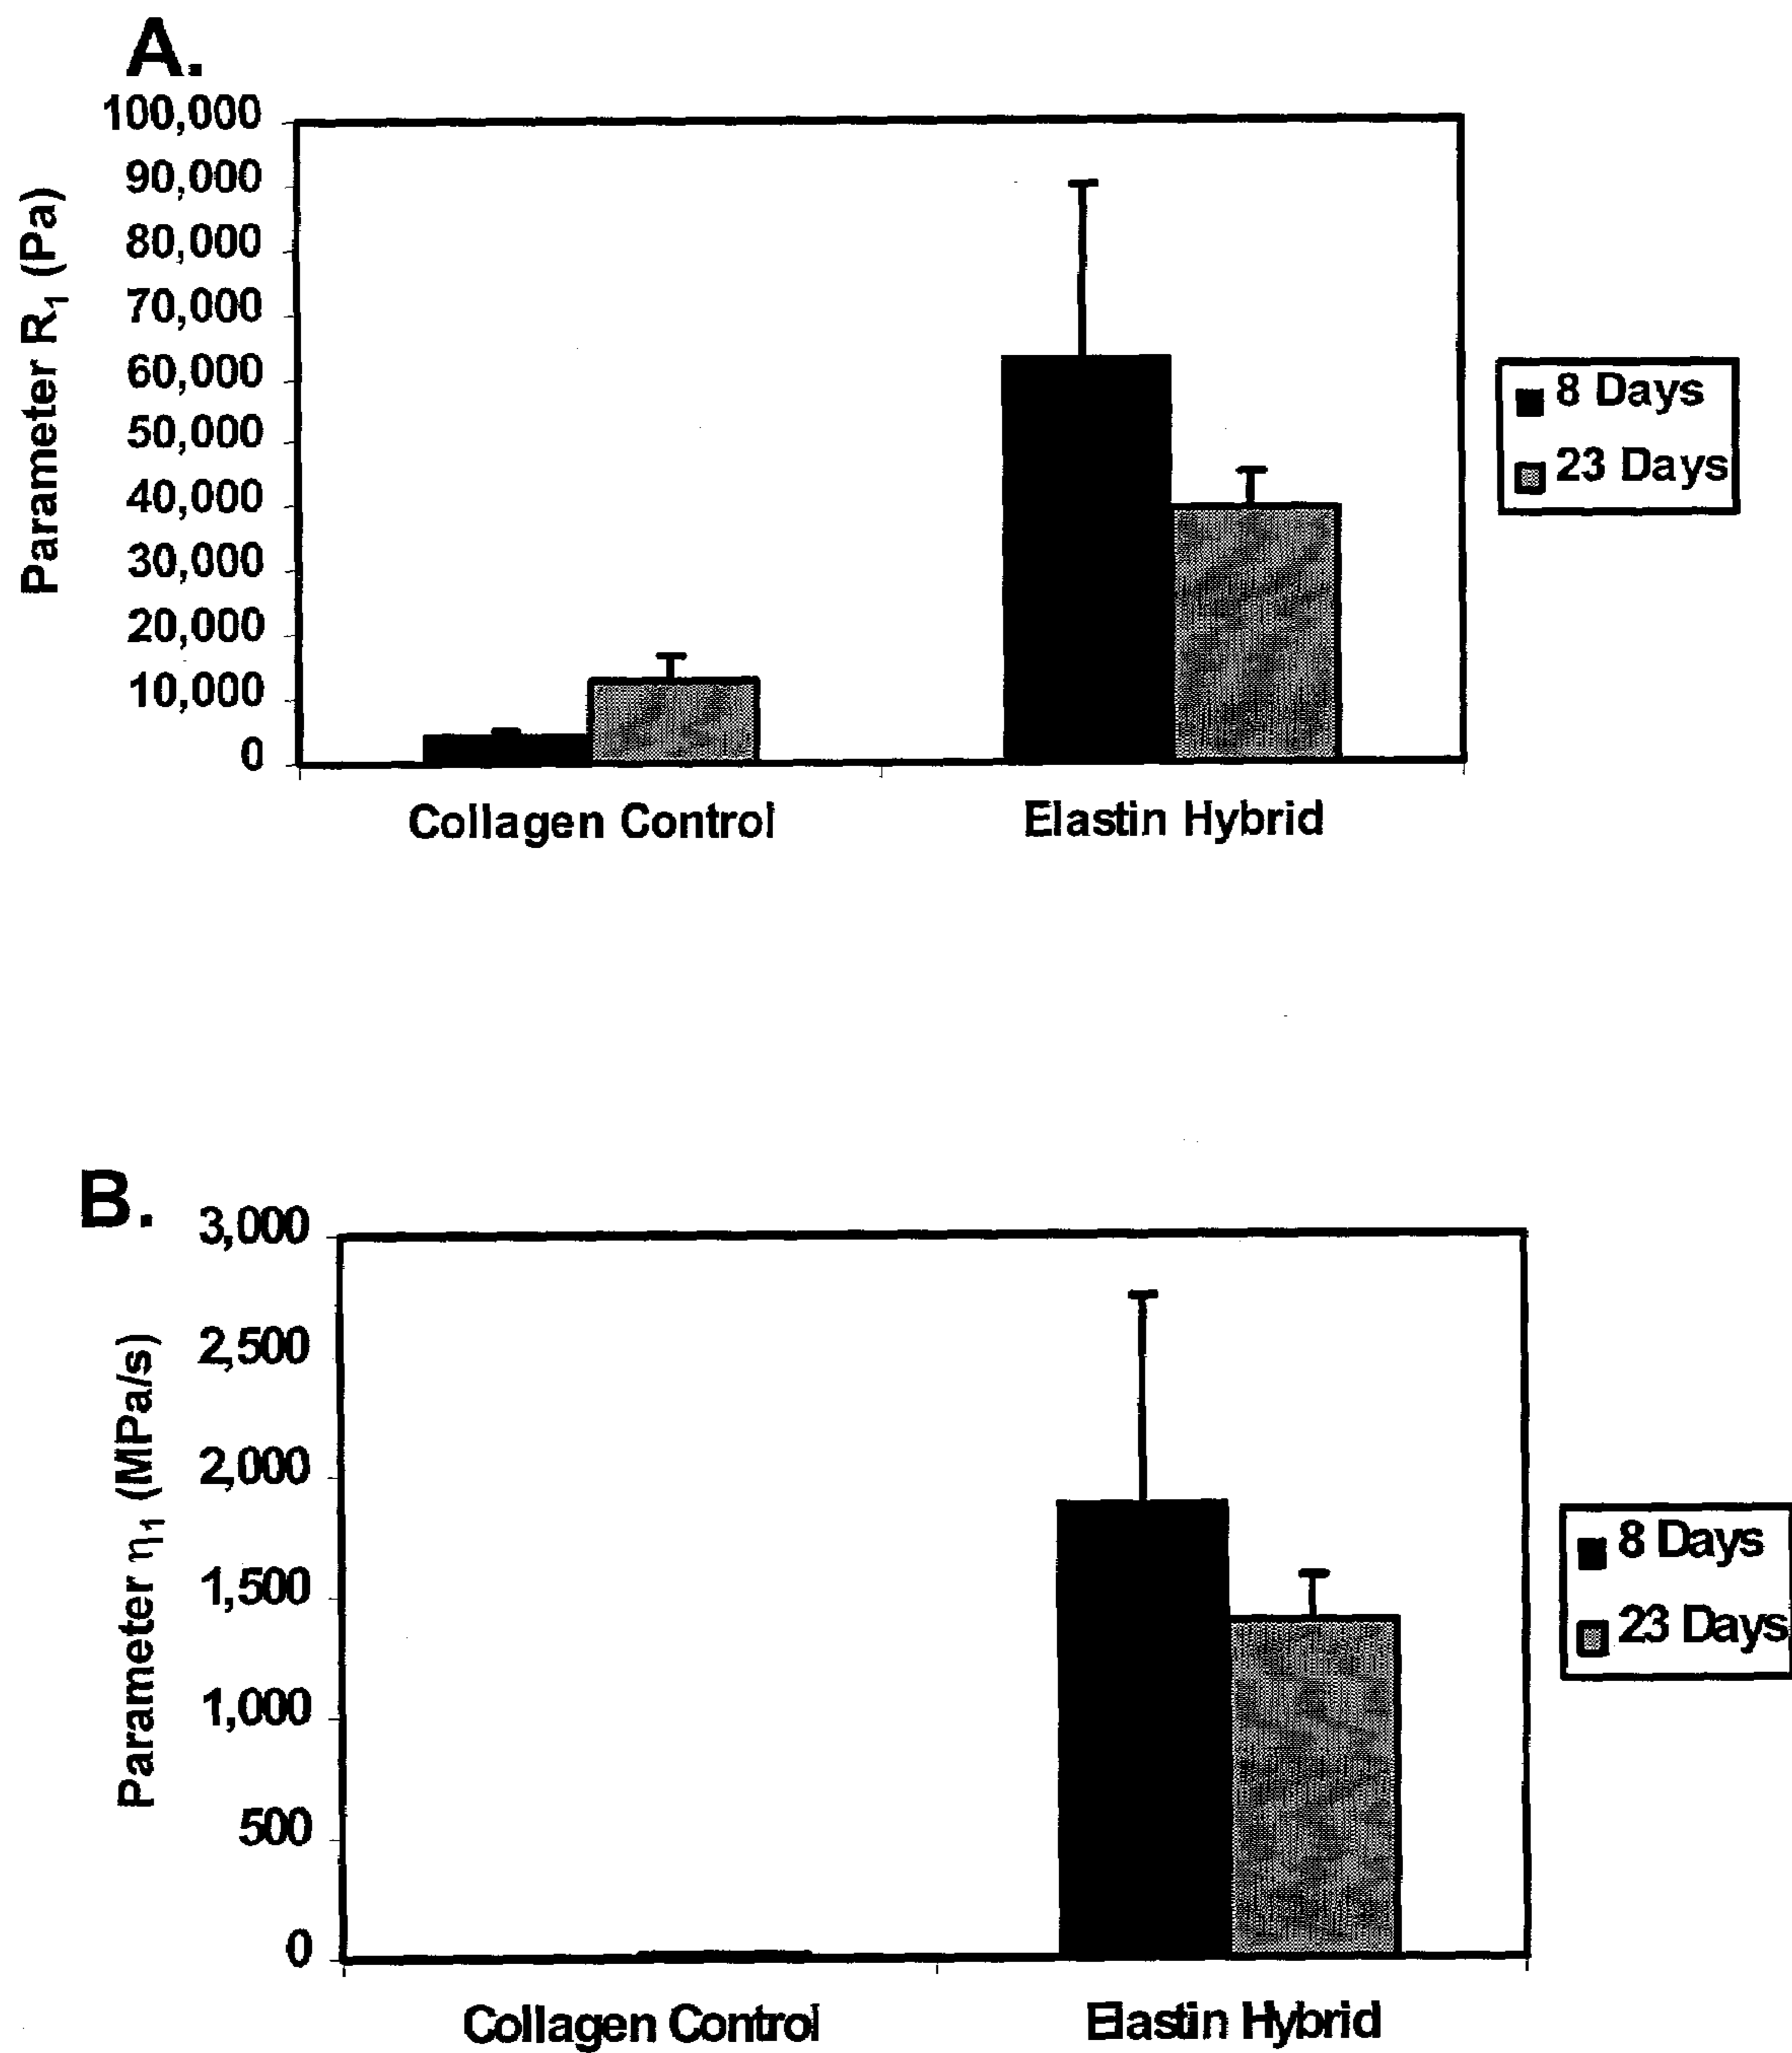 A.
100,000
90,000
80,000
70,000
60,000
50,000
40,000
30,000
20,000
10,000
0
Parameter R₁ (Pa)
Collagen Control
Elastin Hybrid
8 Days
23 Days
B.
3,000
2,500
2,000
1,500
1,000
500
0
Parameter η₁ (MPa/s)
Collagen Control
Elastin Hybrid
8 Days
23 Days